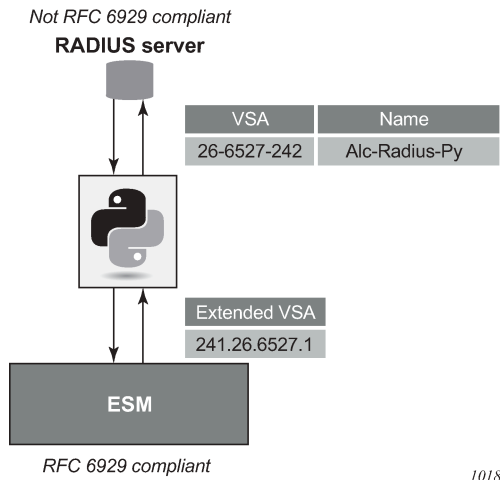 Not RFC 6929 compliant
RADIUS server
VSA Name
26-6527-242 Alc-Radius-Py
Extended VSA
241.26.6527.1
ESM
RFC 6929 compliant
1018